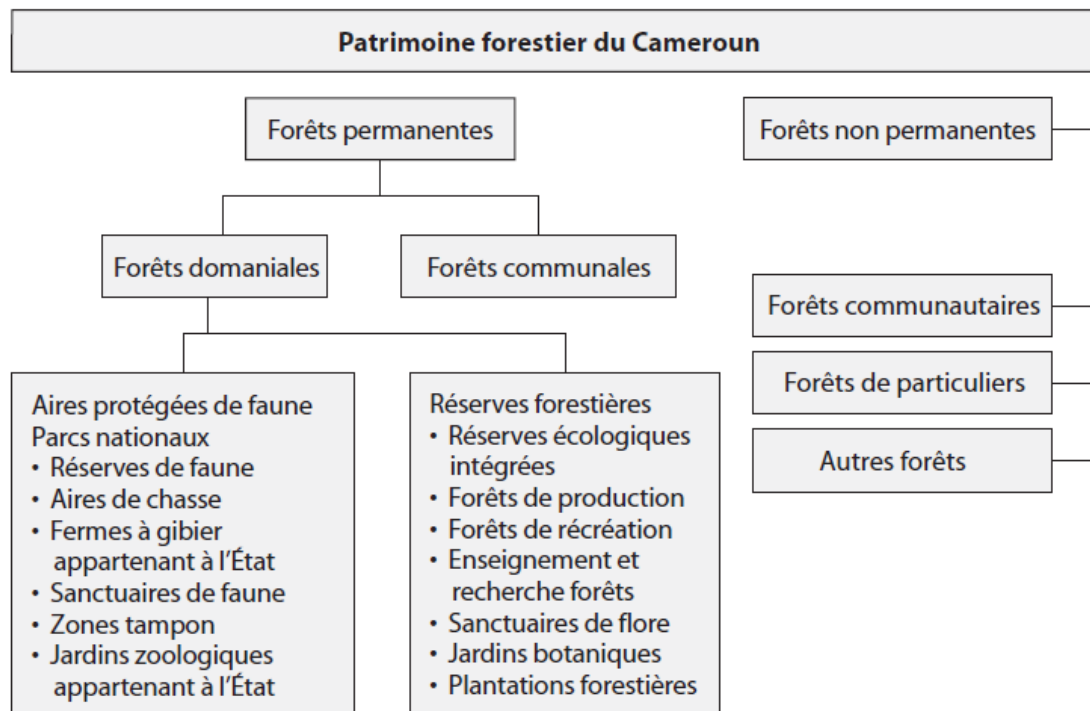 Patrimoine forestier du Cameroun
Forêts permanentes
Forêts non permanentes
Forêts domaniales
Forêts communales
Forêts communautaires
Forêts de particuliers
Autres forêts
Aires protégées de faune
Parcs nationaux
• Réserves de faune
• Aires de chasse
• Fermes à gibier
appartenant à l’État
• Sanctuaires de faune
• Zones tampon
• Jardins zoologiques
appartenant à l’État
Réserves forestières
• Réserves écologiques
intégrées
• Forêts de production
• Forêts de récréation
• Enseignement et
recherche forêts
• Sanctuaires de flore
• Jardins botaniques
• Plantations forestières